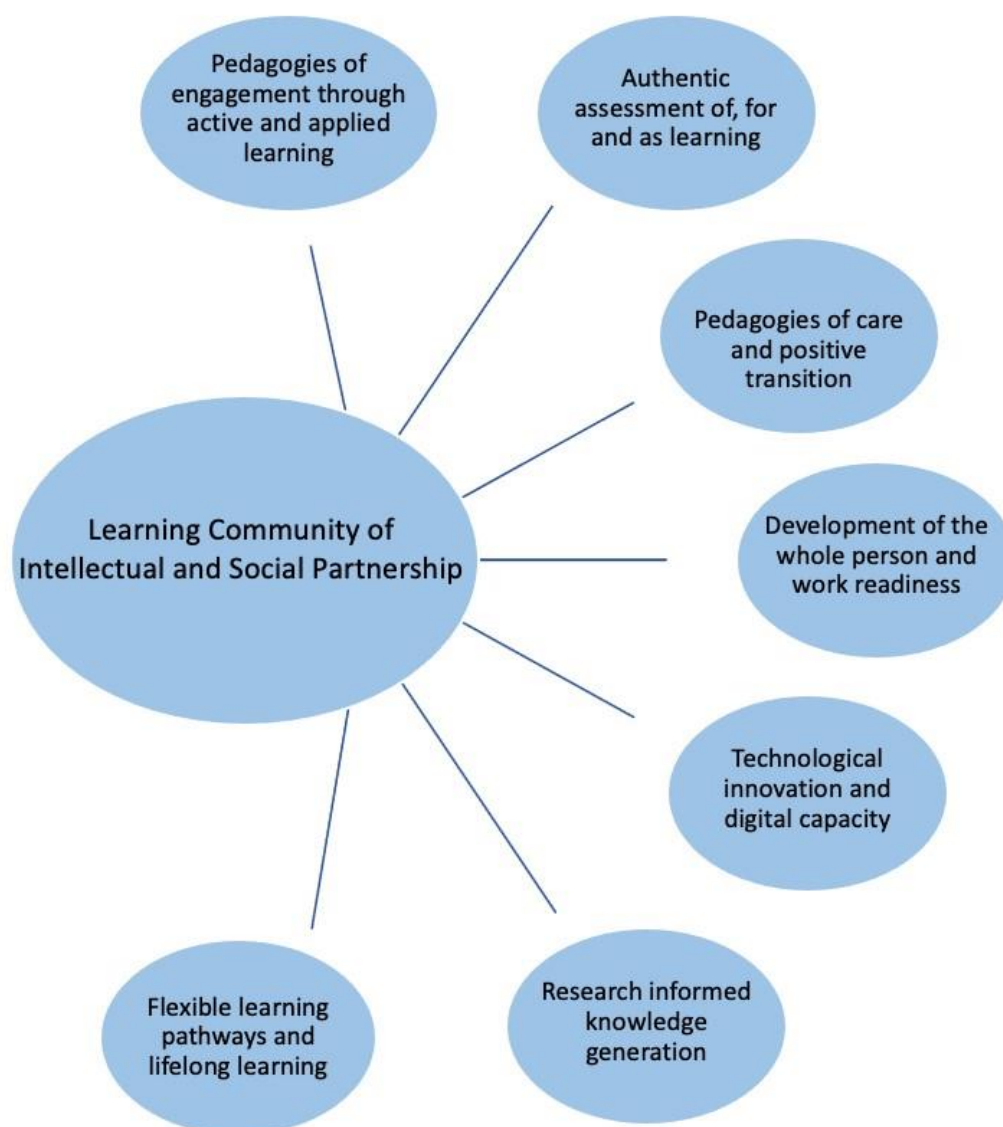 Pedagogies of
engagement through
active and applied
learning
Authentic
assessment of, for
and as learning
Pedagogies of care
and positive
transition
Learning Community of
Intellectual and Social Partnership
Development of the
whole person and
work readiness
Technological
innovation and
digital capacity
Research informed
knowledge
generation
Flexible learning
pathways and
lifelong learning